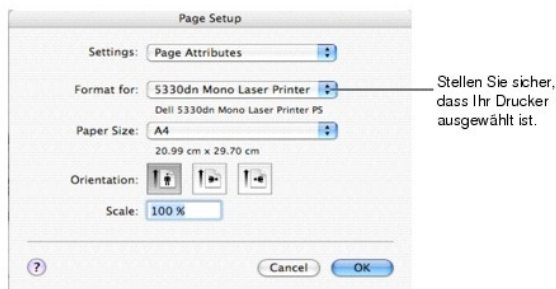 Page Setup
Settings: Page Attributes
Format for: 5330dn Mono Laser Printer
Dell 5330dn Mono Laser Printer PS
Stellen Sie sicher,
dass Ihr Drucker
ausgewählt ist.
Paper Size: A4
20.99 cm x 29.70 cm
Orientation:
Scale: 100 %
? Cancel OK